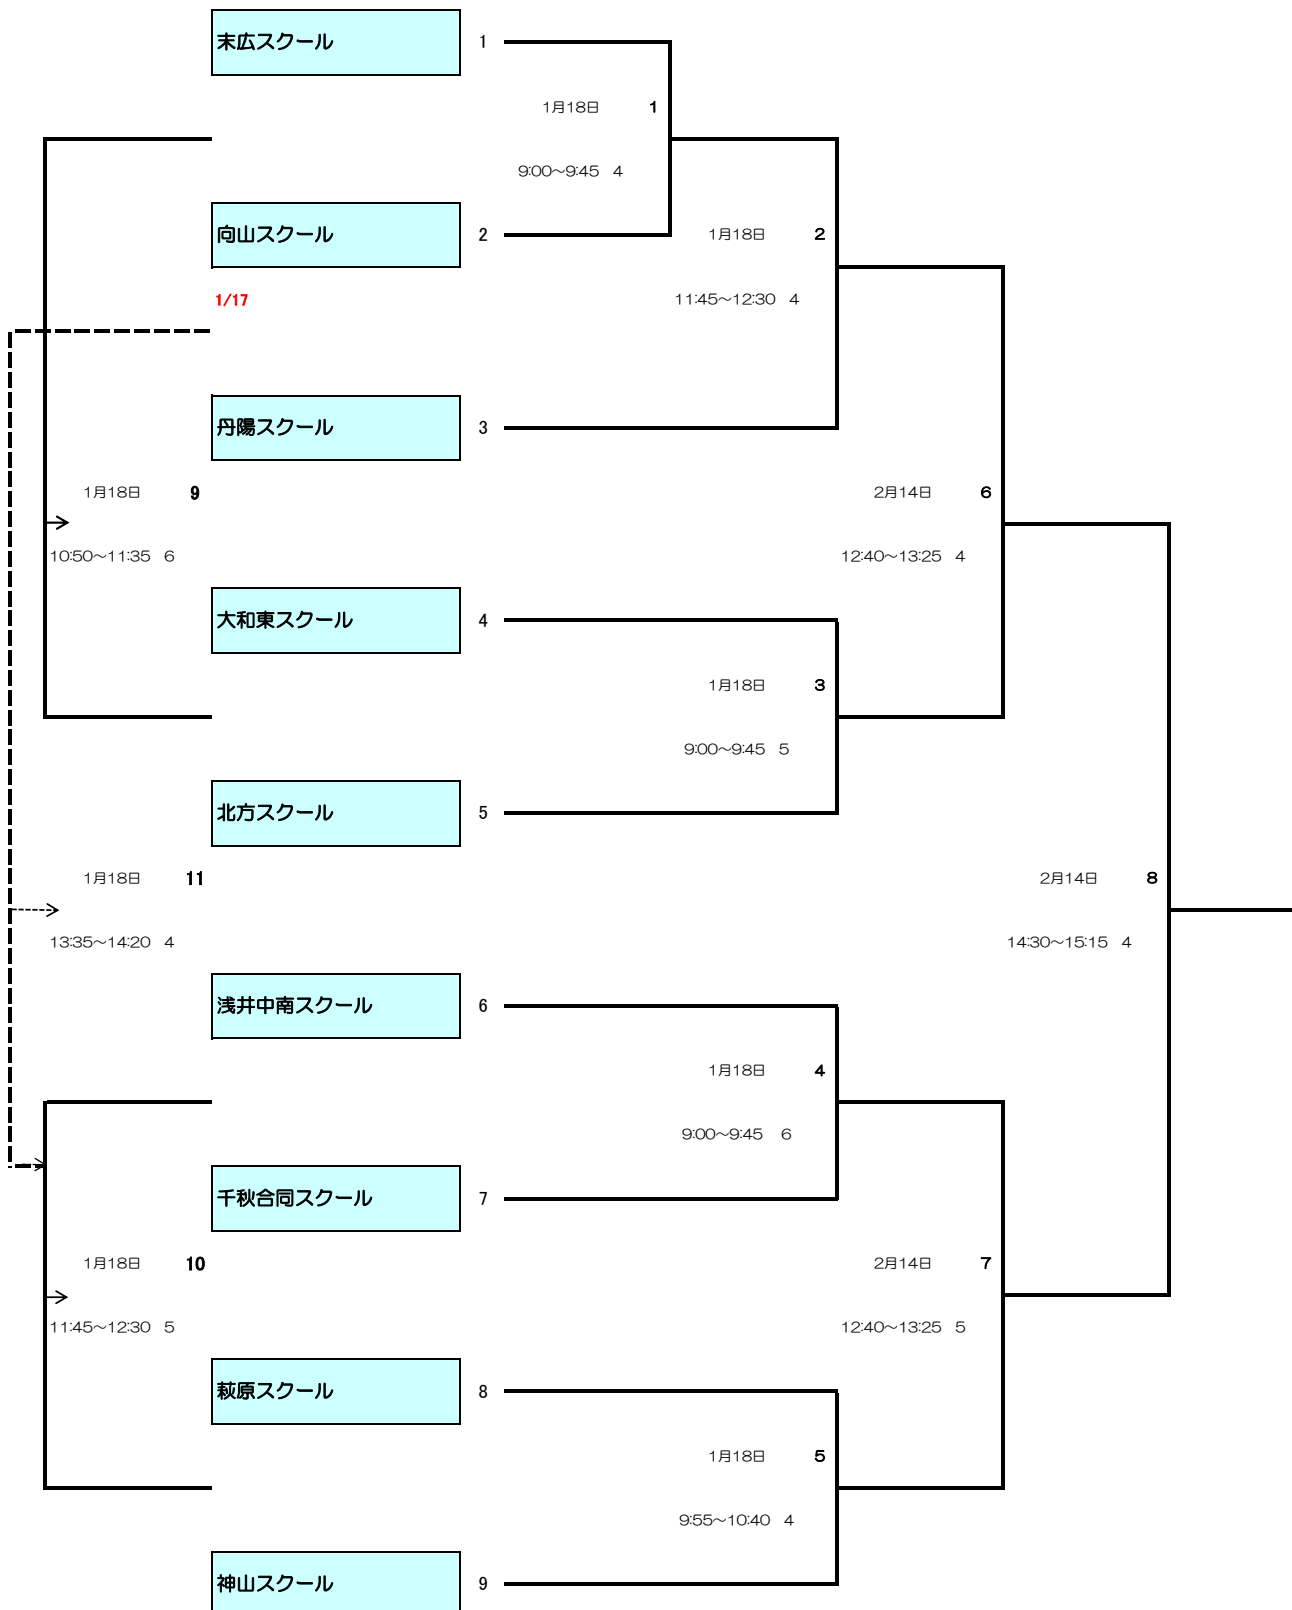 末広スクール 1
1月18日 1
9:00～9:45 4
向山スクール 2
1月18日 2
1/17
11:45～12:30 4
丹陽スクール 3
1月18日 9
2月14日 6
10:50～11:35 6
12:40～13:25 4
大和東スクール 4
1月18日 3
9:00～9:45 5
北方スクール 5
1月18日 11
2月14日 8
13:35～14:20 4
14:30～15:15 4
浅井中南スクール 6
1月18日 4
9:00～9:45 6
千秋合同スクール 7
1月18日 10
2月14日 7
11:45～12:30 5
12:40～13:25 5
萩原スクール 8
1月18日 5
9:55～10:40 4
神山スクール 9